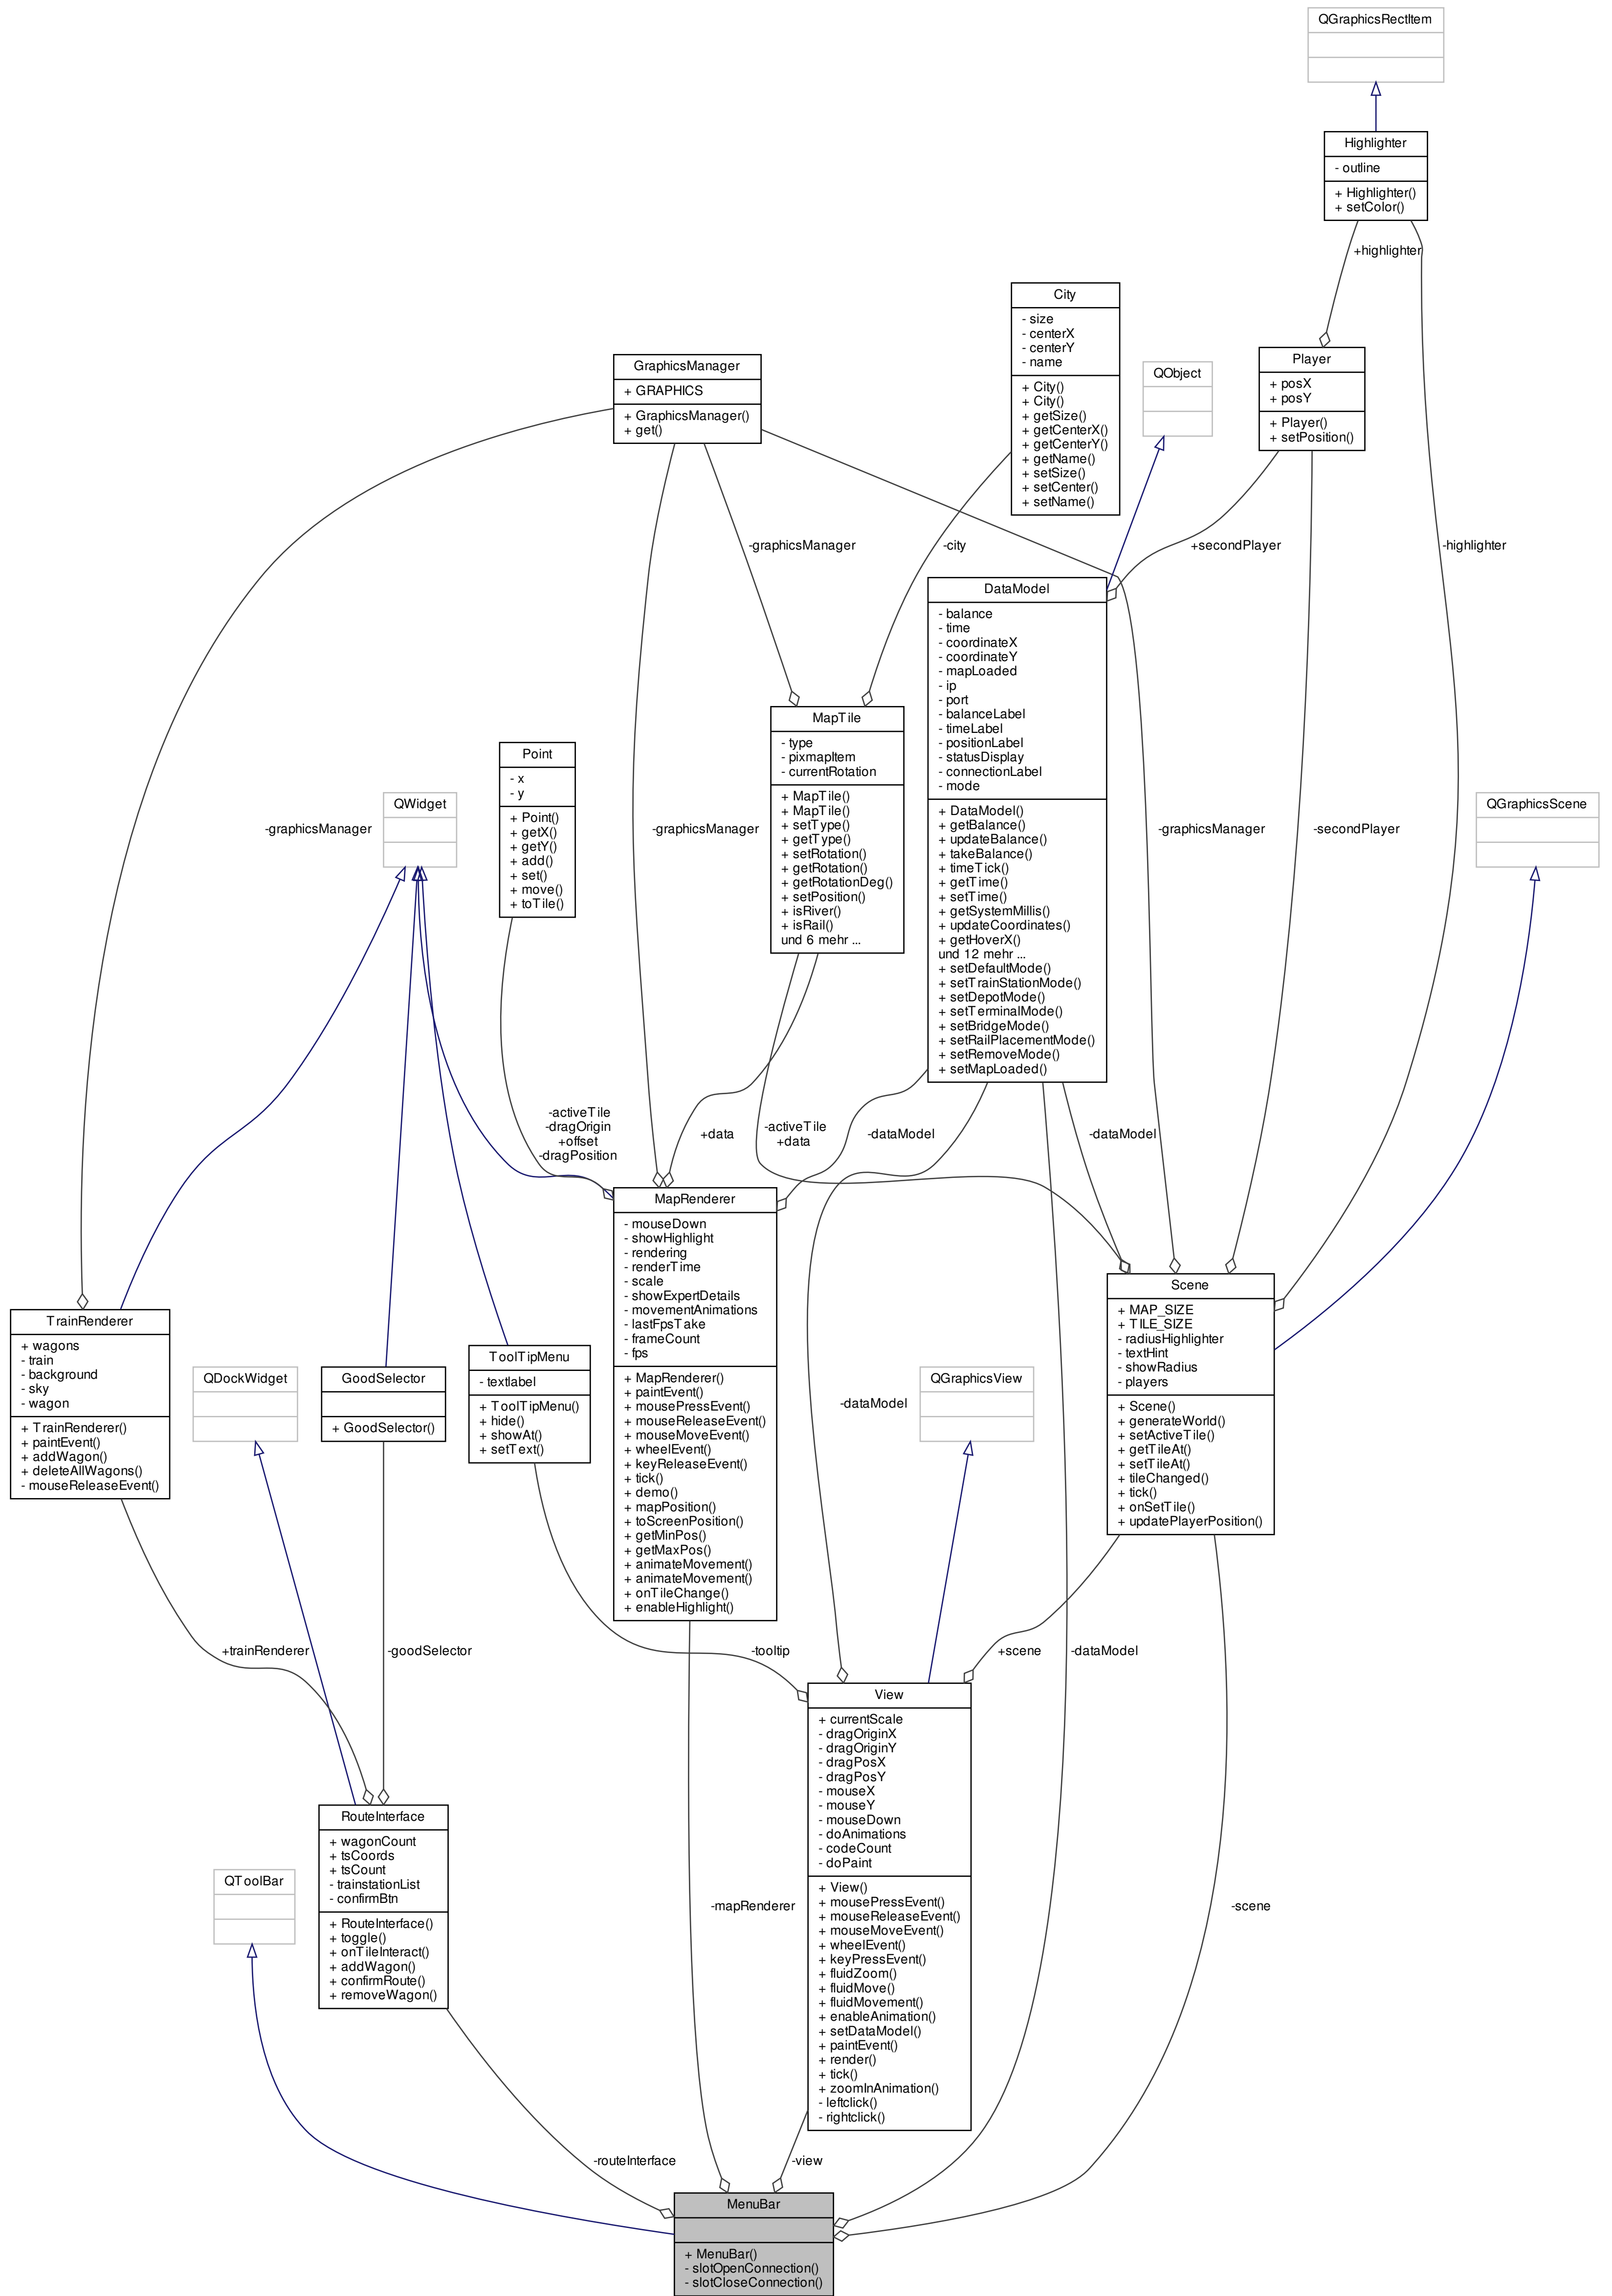 QGraphicsRectItem
Highlighter
- outline
+ Highlighter()
+ setColor()
+highlighter
City
- size
- centerX
- centerY
- name
+ City()
+ City()
+ getSize()
+ getCenterX()
+ getCenterY()
+ getName()
+ setSize()
+ setCenter()
+ setName()
Player
+ posX
+ posY
+ Player()
+ setPosition()
GraphicsManager
+ GRAPHICS
+ GraphicsManager()
+ get()
QObject
-graphicsManager
-city
+secondPlayer
-highlighter
DataModel
- balance
- time
- coordinateX
- coordinateY
- mapLoaded
- ip
- port
- balanceLabel
- timeLabel
- positionLabel
- statusDisplay
- connectionLabel
- mode
+ DataModel()
+ getBalance()
+ updateBalance()
+ takeBalance()
+ timeTick()
+ getTime()
+ setTime()
+ getSystemMillis()
+ updateCoordinates()
+ getHoverX()
und 12 mehr ...
+ setDefaultMode()
+ setTrainStationMode()
+ setDepotMode()
+ setTerminalMode()
+ setBridgeMode()
+ setRailPlacementMode()
+ setRemoveMode()
+ setMapLoaded()
MapTile
- type
- pixmapItem
- currentRotation
+ MapTile()
+ MapTile()
+ setType()
+ getType()
+ setRotation()
+ getRotation()
+ getRotationDeg()
+ setPosition()
+ isRiver()
+ isRail()
und 6 mehr ...
Point
- x
- y
+ Point()
+ getX()
+ getY()
+ add()
+ set()
+ move()
+ toTile()
QWidget
QGraphicsScene
-graphicsManager
-graphicsManager
-graphicsManager
-secondPlayer
-activeTile
-dragOrigin
+offset
-dragPosition
+data
-activeTile
+data
-dataModel
-dataModel
MapRenderer
- mouseDown
- showHighlight
- rendering
- renderTime
- scale
- showExpertDetails
- movementAnimations
- lastFpsTake
- frameCount
- fps
+ MapRenderer()
+ paintEvent()
+ mousePressEvent()
+ mouseReleaseEvent()
+ mouseMoveEvent()
+ wheelEvent()
+ keyReleaseEvent()
+ tick()
+ demo()
+ mapPosition()
+ toScreenPosition()
+ getMinPos()
+ getMaxPos()
+ animateMovement()
+ animateMovement()
+ onTileChange()
+ enableHighlight()
Scene
+ MAP_SIZE
+ TILE_SIZE
- radiusHighlighter
- textHint
- showRadius
- players
+ Scene()
+ generateWorld()
+ setActiveTile()
+ getTileAt()
+ setTileAt()
+ tileChanged()
+ tick()
+ onSetTile()
+ updatePlayerPosition()
TrainRenderer
+ wagons
- train
- background
- sky
- wagon
+ TrainRenderer()
+ paintEvent()
+ addWagon()
+ deleteAllWagons()
- mouseReleaseEvent()
QDockWidget
GoodSelector
+ GoodSelector()
ToolTipMenu
- textlabel
+ ToolTipMenu()
+ hide()
+ showAt()
+ setText()
-dataModel
QGraphicsView
+trainRenderer
-goodSelector
-tooltip
+scene
-dataModel
View
+ currentScale
- dragOriginX
- dragOriginY
- dragPosX
- dragPosY
- mouseX
- mouseY
- mouseDown
- doAnimations
- codeCount
- doPaint
+ View()
+ mousePressEvent()
+ mouseReleaseEvent()
+ mouseMoveEvent()
+ wheelEvent()
+ keyPressEvent()
+ fluidZoom()
+ fluidMove()
+ fluidMovement()
+ enableAnimation()
+ setDataModel()
+ paintEvent()
+ render()
+ tick()
+ zoomInAnimation()
- leftclick()
- rightclick()
RouteInterface
+ wagonCount
+ tsCoords
+ tsCount
- trainstationList
- confirmBtn
+ RouteInterface()
+ toggle()
+ onTileInteract()
+ addWagon()
+ confirmRoute()
+ removeWagon()
QToolBar
-mapRenderer
-scene
-routeInterface
-view
MenuBar
+ MenuBar()
- slotOpenConnection()
- slotCloseConnection()